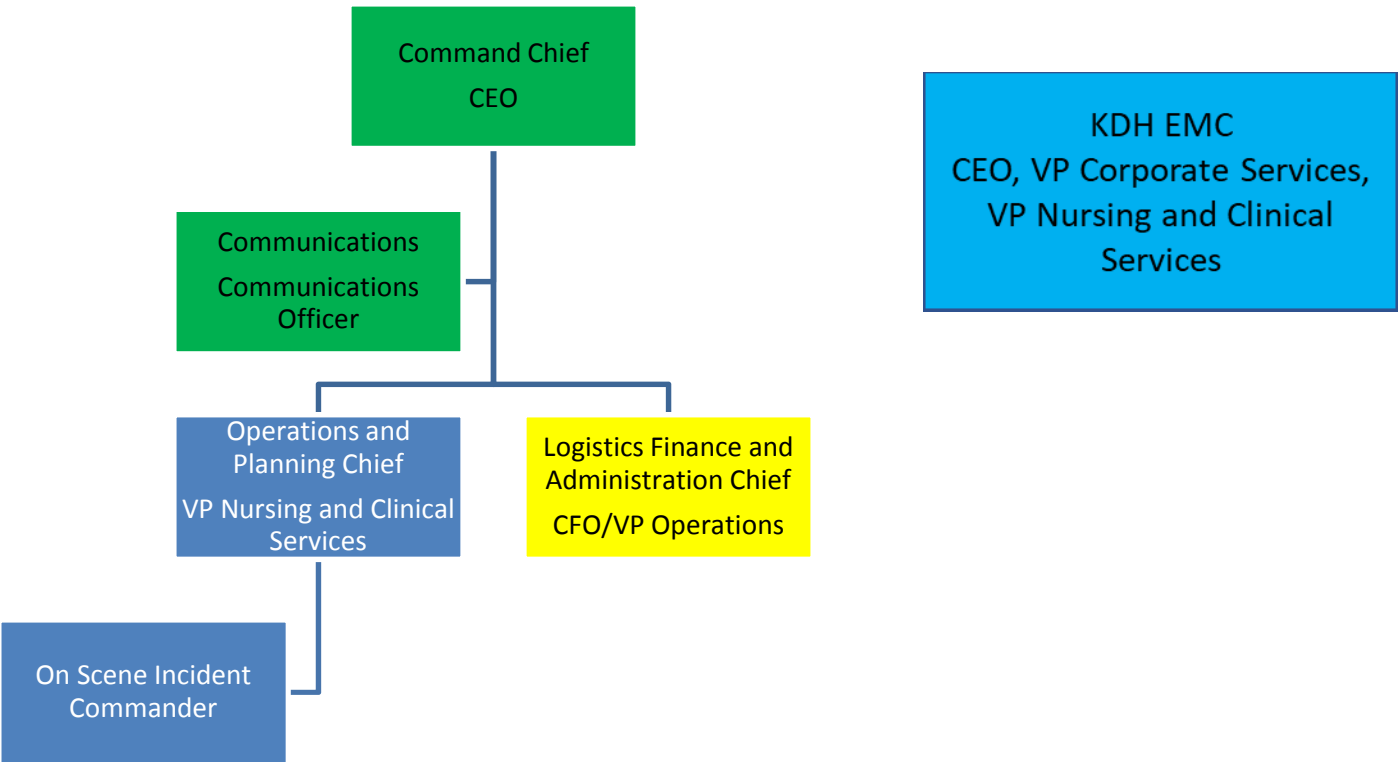 Command Chief
CEO
KDH EMC
CEO, VP Corporate Services,
VP Nursing and Clinical
Services
Communications
Communications
Officer
Operations and
Planning Chief
VP Nursing and Clinical
Services
Logistics Finance and
Administration Chief
CFO/VP Operations
On Scene Incident
Commander